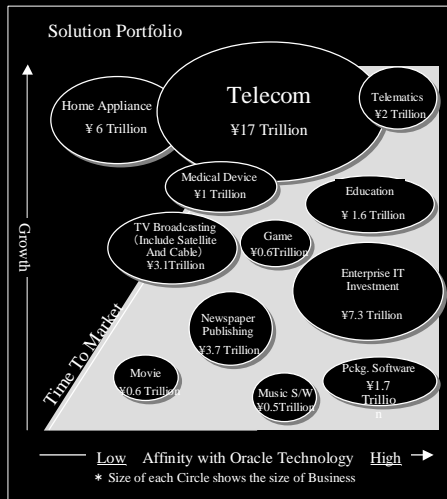 Solution Portfolio
Telecom
¥17 Trillion
Home Appliance
¥ 6 Trillion
Telematics
¥2 Trillion
Medical Device
¥1 Trillion
Education
¥ 1.6 Trillion
TV Broadcasting
(Include Satellite
And Cable)
¥3.1Trillion
Game
¥0.6Trillion
Enterprise IT
Investment
¥7.3 Trillion
Newspaper
Publishing
¥3.7 Trillion
Movie
¥0.6 Trillion
Music S/W
¥0.5Trillion
Pckg. Software
¥1.7
Trillio
n
Growth
Time To Market
Low Affinity with Oracle Technology High
* Size of each Circle shows the size of Business